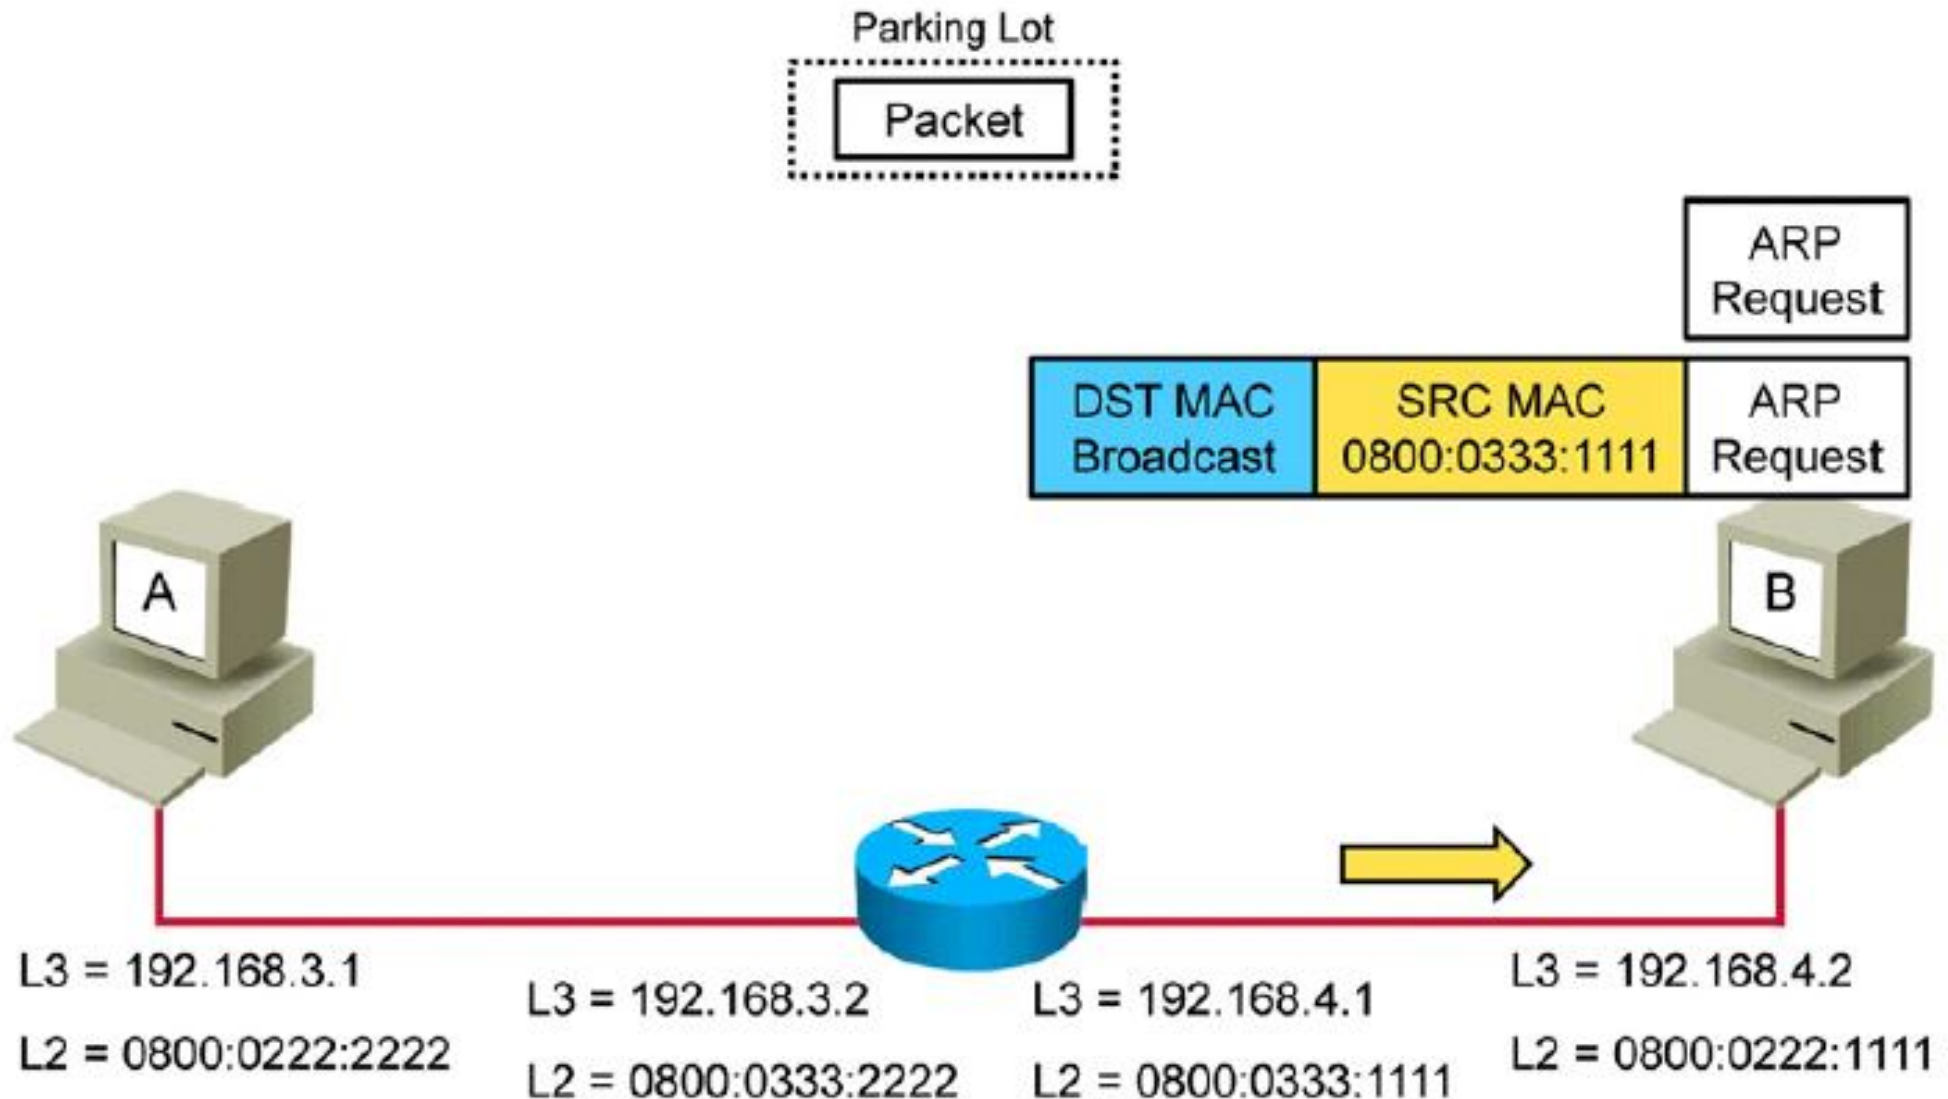 Parking Lot
Packet
ARP
Request
DST MAC
Broadcast
SRC MAC
0800:0333:1111
ARP
Request
A
B
L3 = 192.168.3.1
L2 = 0800:0222:2222
L3 = 192.168.3.2
L2 = 0800:0333:2222
L3 = 192.168.4.1
L2 = 0800:0333:1111
L3 = 192.168.4.2
L2 = 0800:0222:1111